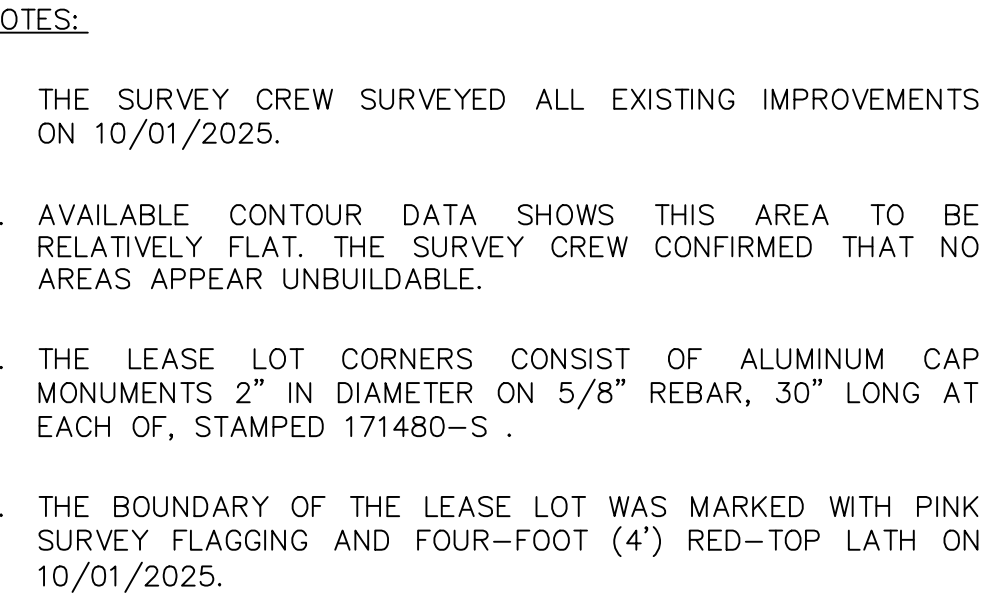 OTES:
THE SURVEY CREW SURVEYED ALL EXISTING IMPROVEMENTS
ON 10/01/2025.
. AVAILABLE CONTOUR DATA SHOWS THIS AREA TO BE
RELATIVELY FLAT. THE SURVEY CREW CONFIRMED THAT NO
AREAS APPEAR UNBUILDABLE.
. THE LEASE LOT CORNERS CONSIST OF ALUMINUM CAP
MONUMENTS 2” IN DIAMETER ON 5/8” REBAR, 30” LONG AT
EACH OF, STAMPED 171480–S .
. THE BOUNDARY OF THE LEASE LOT WAS MARKED WITH PINK
SURVEY FLAGGING AND FOUR–FOOT (4’) RED–TOP LATH ON
10/01/2025.